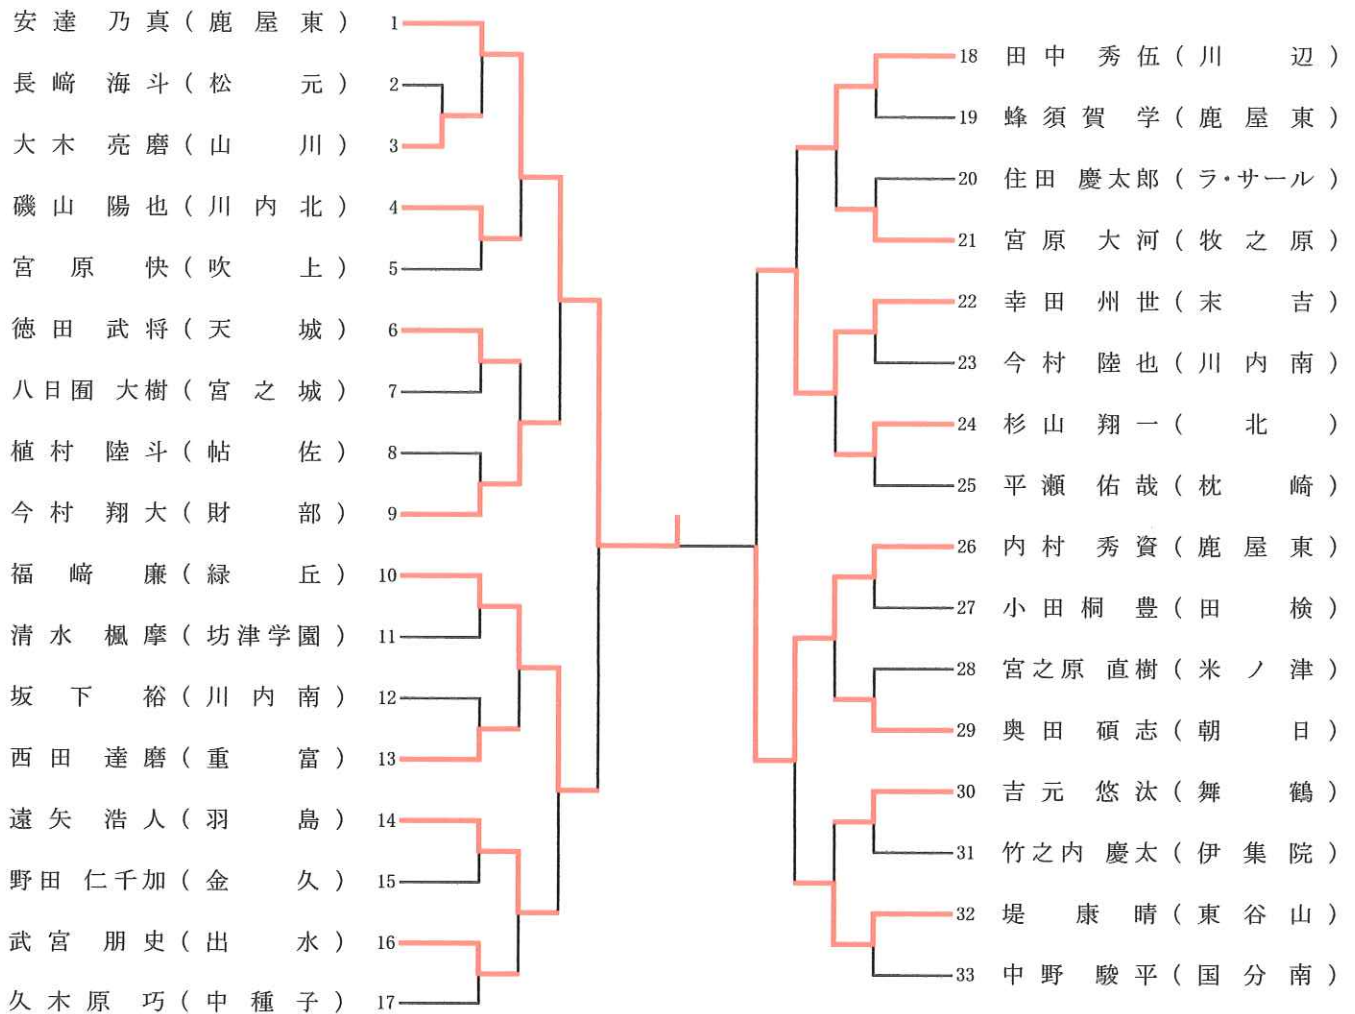 安達 乃真 ( 鹿屋東 ) 1
長﨑 海斗 ( 松元 ) 2
大木 亮磨 ( 山川 ) 3
磯山 陽也 ( 川内北 ) 4
宮原 快 ( 吹上 ) 5
徳田 武将 ( 天城 ) 6
八日囿 大樹 ( 宮之城 ) 7
植村 陸斗 ( 帖佐 ) 8
今村 翔大 ( 財部 ) 9
福﨑 廉 ( 緑丘 ) 10
清水 楓摩 ( 坊津学園 ) 11
坂下 裕 ( 川内南 ) 12
西田 達磨 ( 重富 ) 13
遠矢 浩人 ( 羽島 ) 14
野田 仁千加 ( 金久 ) 15
武宮 朋史 ( 出水 ) 16
久木原 巧 ( 中種子 ) 17
18 田中 秀伍 ( 川辺 )
19 蜂須賀 学 ( 鹿屋東 )
20 住田 慶太郎 ( ラ・サール )
21 宮原 大河 ( 牧之原 )
22 幸田 州世 ( 末吉 )
23 今村 陸也 ( 川内南 )
24 杉山 翔一 ( 北 )
25 平瀬 佑哉 ( 枕崎 )
26 内村 秀資 ( 鹿屋東 )
27 小田桐 豊 ( 田検 )
28 宮之原 直樹 ( 米ノ津 )
29 奥田 碩志 ( 朝日 )
30 吉元 悠汰 ( 舞鶴 )
31 竹之内 慶太 ( 伊集院 )
32 堤 康晴 ( 東谷山 )
33 中野 駿平 ( 国分南 )